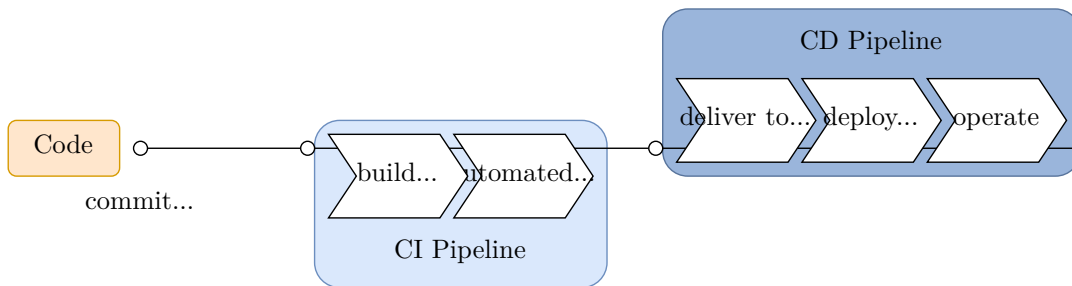 Code
commit...
build...
utomated...
CI Pipeline
CD Pipeline
deliver to...
deploy...
operate